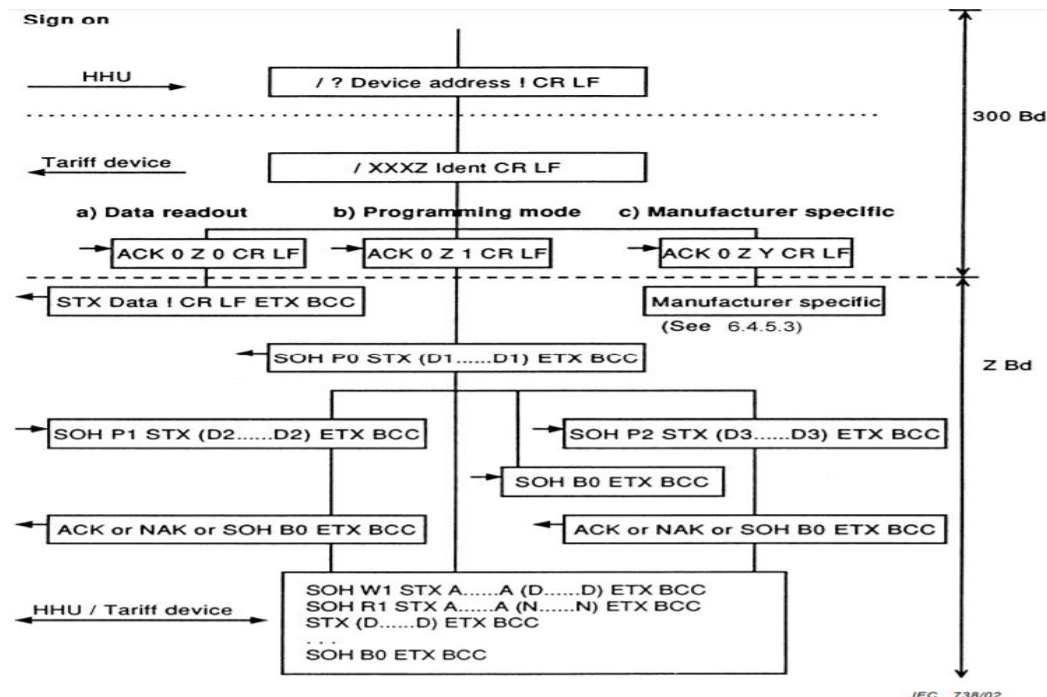 Sign on
HHU
/ ? Device address ! CR LF
300 Bd
Tariff device
/ XXXZ Ident CR LF
a) Data readout
b) Programming mode
c) Manufacturer specific
ACK 0 Z 0 CR LF
ACK 0 Z 1 CR LF
ACK 0 Z Y CR LF
STX Data ! CR LF ETX BCC
Manufacturer specific
(See 6.4.5.3)
SOH P0 STX (D1......D1) ETX BCC
Z Bd
SOH P1 STX (D2......D2) ETX BCC
SOH P2 STX (D3......D3) ETX BCC
SOH B0 ETX BCC
ACK or NAK or SOH B0 ETX BCC
ACK or NAK or SOH B0 ETX BCC
HHU / Tariff device
SOH W1 STX A......A (D......D) ETX BCC
SOH R1 STX A......A (N......N) ETX BCC
STX (D......D) ETX BCC
. . .
SOH B0 ETX BCC
IEC 738/02